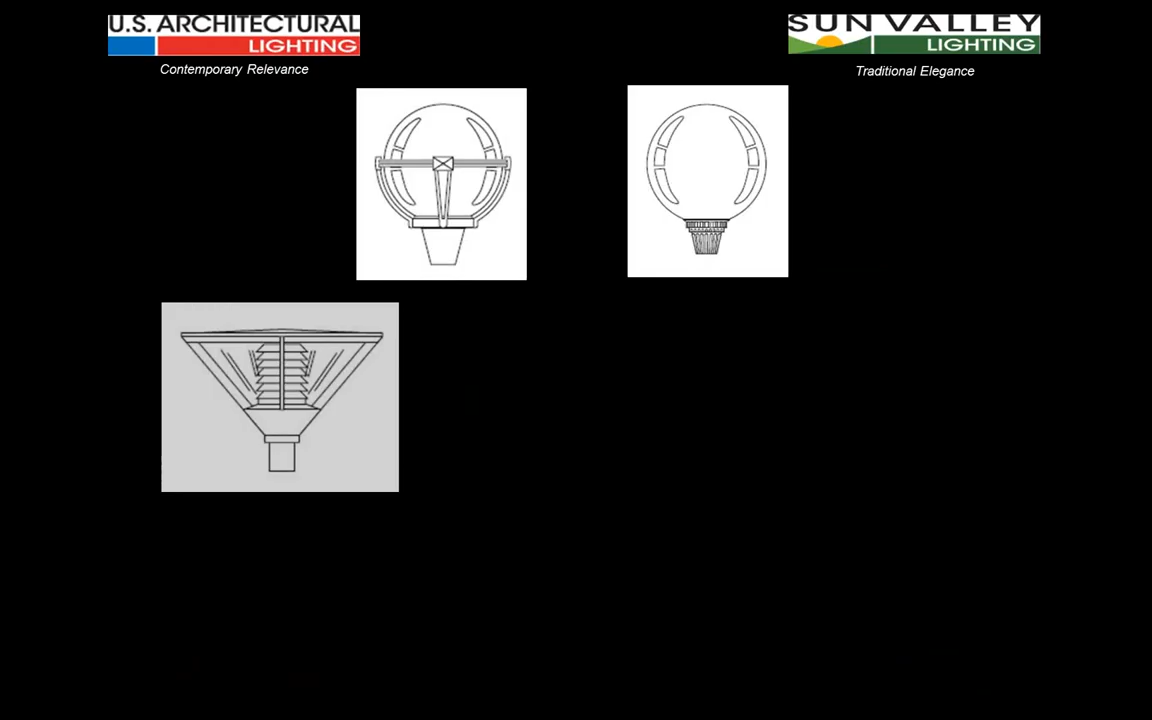 U.S. ARCHITECTURAL
LIGHTING
Contemporary Relevance
SUN VALLEY
LIGHTING
Traditional Elegance